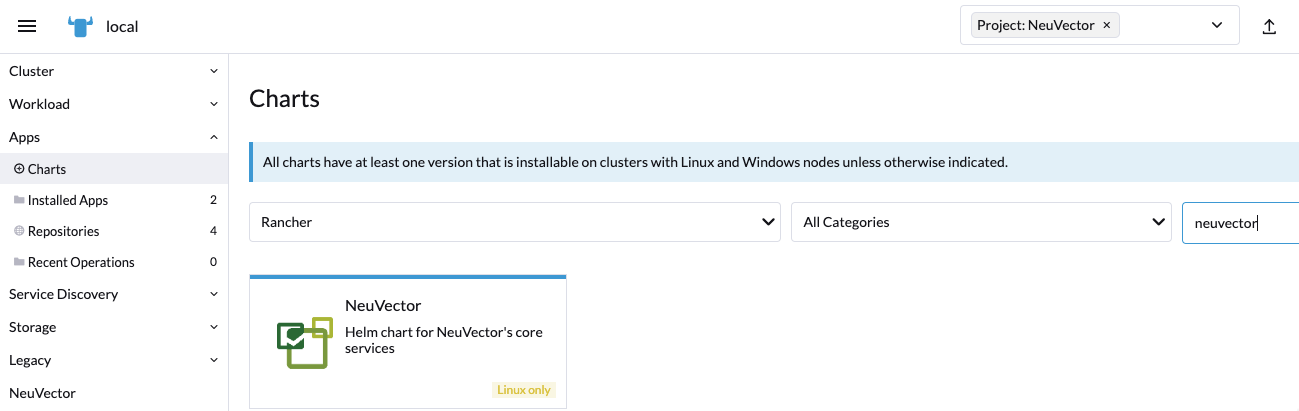 local
Project: NeuVector ×
Cluster
Workload
Apps
Charts
Installed Apps 2
Repositories 4
Recent Operations 0
Service Discovery
Storage
Legacy
NeuVector
Charts
All charts have at least one version that is installable on clusters with Linux and Windows nodes unless otherwise indicated.
Rancher
All Categories
neuvector
NeuVector
Helm chart for NeuVector's core
services
Linux only